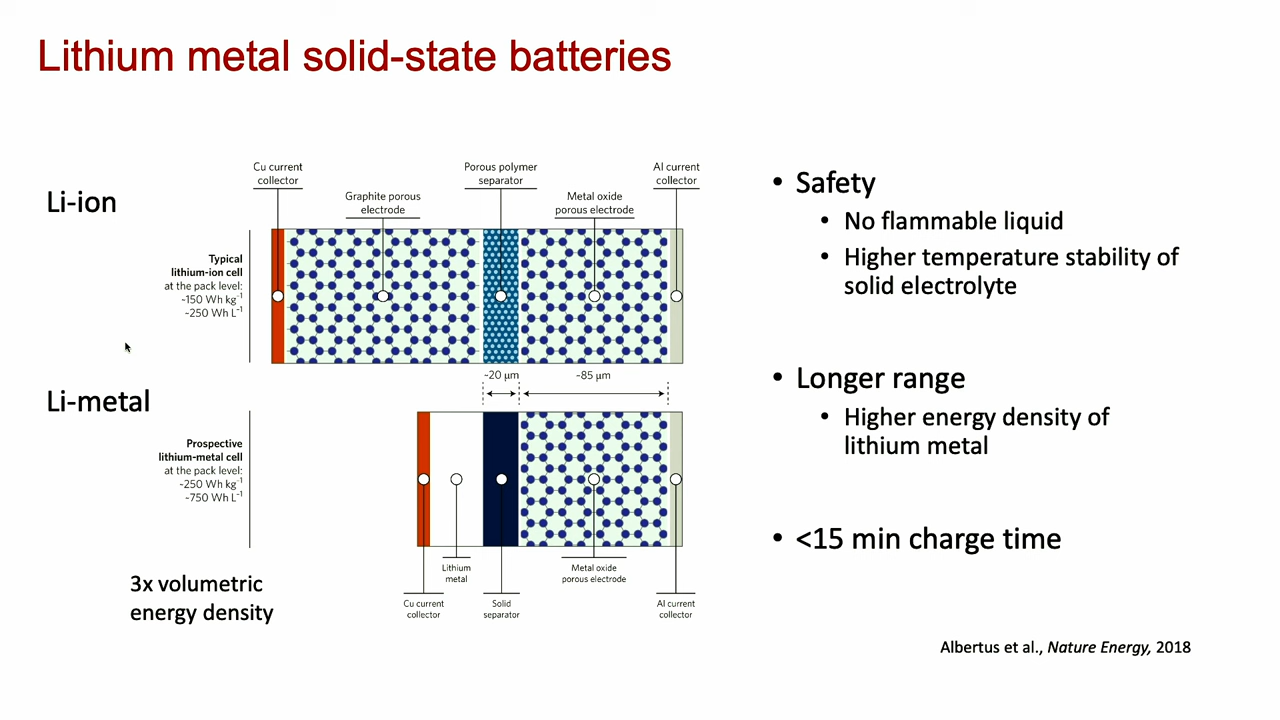 Lithium metal solid-state batteries
Li-ion
Cu current
collector
Graphite porous
electrode
Porous polymer
separator
Metal oxide
porous electrode
Al current
collector
Typical
lithium-ion cell
at the pack level:
~150 Wh kg⁻¹
~250 Wh L⁻¹
~20 µm
~85 µm
Li-metal
Prospective
lithium-metal cell
at the pack level:
~250 Wh kg⁻¹
~750 Wh L⁻¹
Lithium
metal
Metal oxide
porous electrode
Cu current
collector
Solid
separator
Al current
collector
3x volumetric
energy density
• Safety
• No flammable liquid
• Higher temperature stability of
solid electrolyte
• Longer range
• Higher energy density of
lithium metal
• <15 min charge time
Albertus et al., Nature Energy, 2018